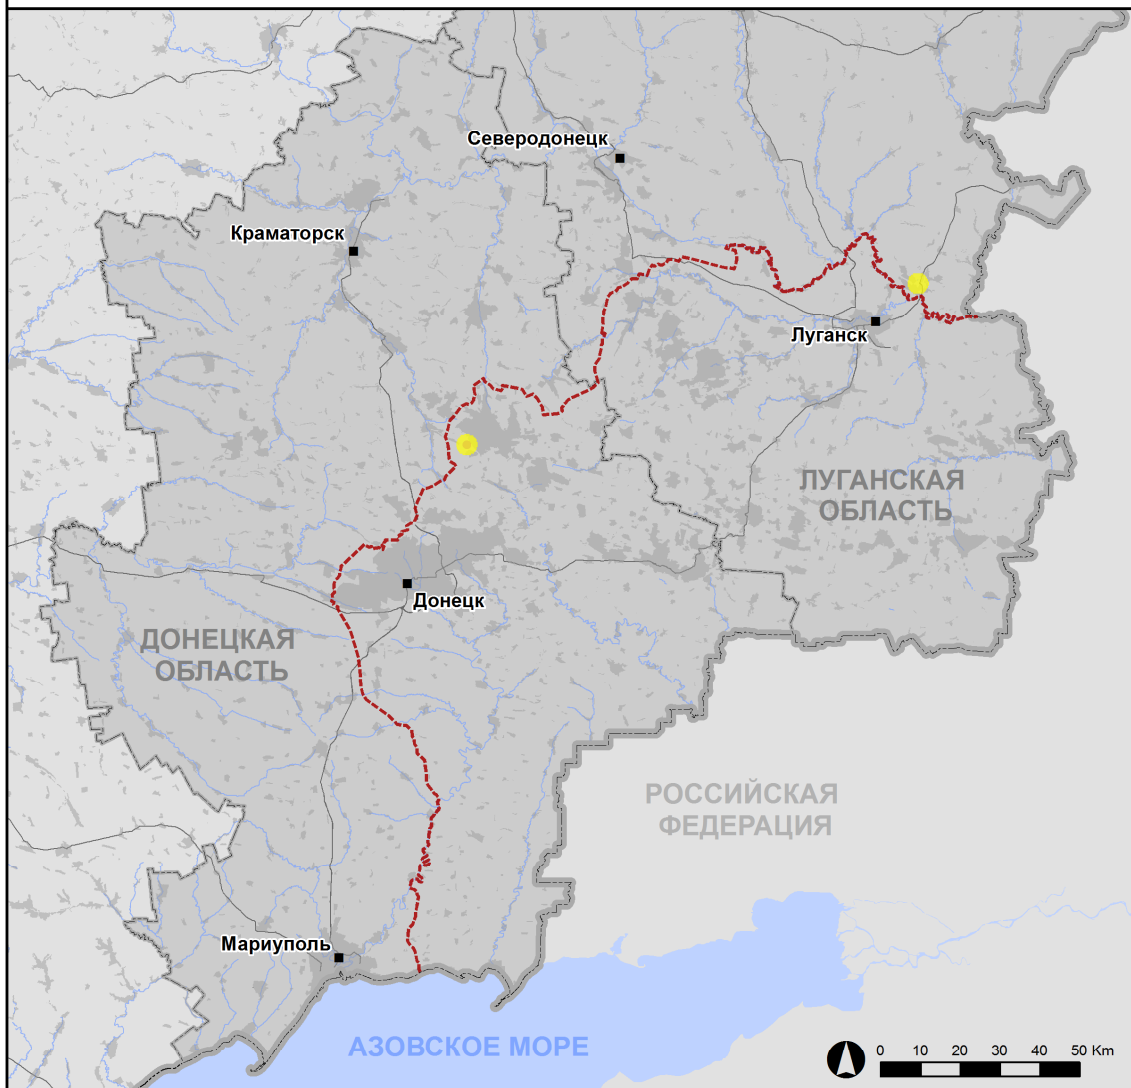 Северодонецк
Краматорск
Луганск
ЛУГАНСКАЯ
ОБЛАСТЬ
Донецк
ДОНЕЦКАЯ
ОБЛАСТЬ
РОССИЙСКАЯ
ФЕДЕРАЦИЯ
Мариуполь
АЗОВСКОЕ МОРЕ
0 10 20 30 40 50 Km